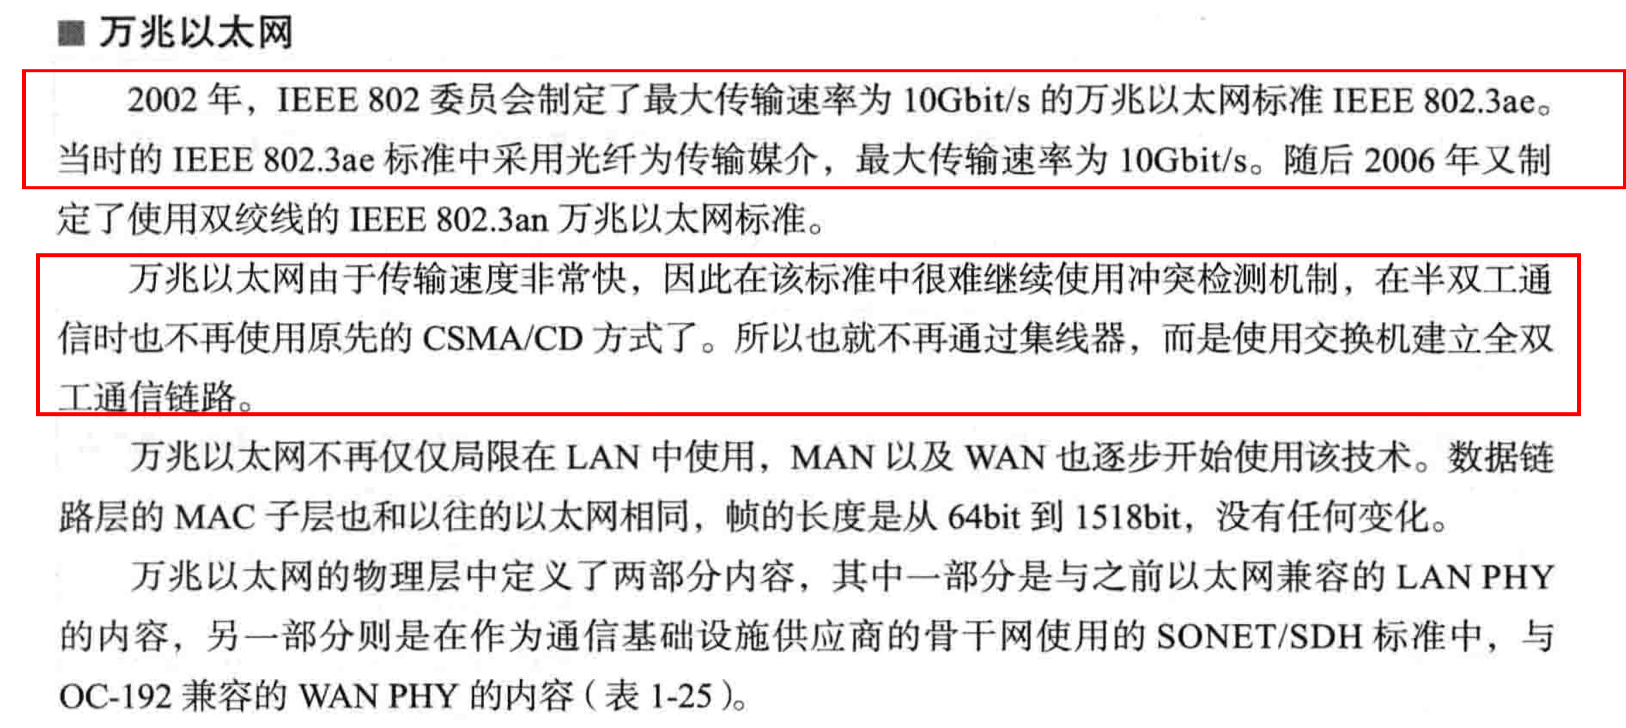 ■ 万兆以太网
2002 年，IEEE 802 委员会制定了最大传输速率为 10Gbit/s 的万兆以太网标准 IEEE 802.3ae。
当时的 IEEE 802.3ae 标准中采用光纤为传输媒介，最大传输速率为 10Gbit/s。随后 2006 年又制
定了使用双绞线的 IEEE 802.3an 万兆以太网标准。
万兆以太网由于传输速度非常快，因此在该标准中很难继续使用冲突检测机制，在半双工通
信时也不再使用原先的 CSMA/CD 方式了。所以也就不再通过集线器，而是使用交换机建立全双
工通信链路。
万兆以太网不再仅仅局限在 LAN 中使用，MAN 以及 WAN 也逐步开始使用该技术。数据链
路层的 MAC 子层也和以往的以太网相同，帧的长度是从 64bit 到 1518bit，没有任何变化。
万兆以太网的物理层中定义了两部分内容，其中一部分是与之前以太网兼容的 LAN PHY
的内容，另一部分则是在作为通信基础设施供应商的骨干网使用的 SONET/SDH 标准中，与
OC-192 兼容的 WAN PHY 的内容（表 1-25）。